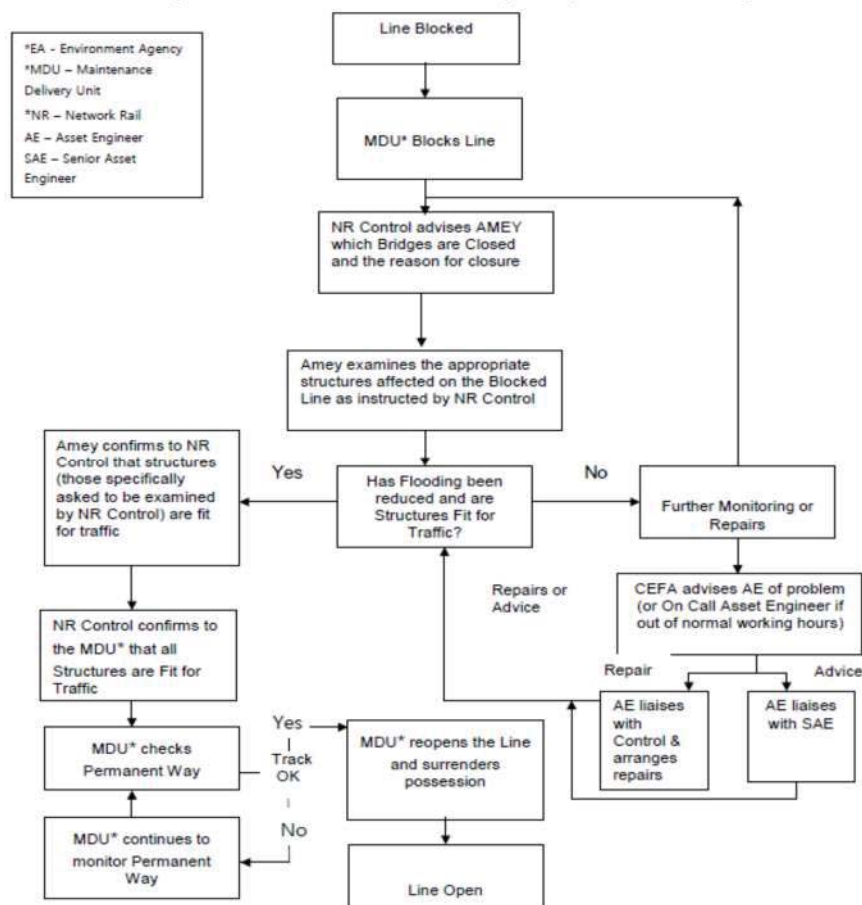 *EA - Environment Agency
*MDU – Maintenance
Delivery Unit
*NR – Network Rail
AE – Asset Engineer
SAE – Senior Asset
Engineer
Line Blocked
MDU* Blocks Line
NR Control advises AMEY
which Bridges are Closed
and the reason for closure
Amey examines the appropriate
structures affected on the Blocked
Line as instructed by NR Control
Has Flooding been
reduced and are
Structures Fit for
Traffic?
Yes
No
Amey confirms to NR
Control that structures
(those specifically
asked to be examined
by NR Control) are fit
for traffic
Further Monitoring or
Repairs
CEFA advises AE of problem
(or On Call Asset Engineer if
out of normal working hours)
Repairs or
Advice
Repair
Advice
AE liaises
with
Control &
arranges
repairs
AE liaises
with SAE
NR Control confirms to
the MDU* that all
Structures are Fit for
Traffic
MDU* checks
Permanent Way
Yes
Track
OK
No
MDU* reopens the Line
and surrenders
possession
MDU* continues to
monitor Permanent
Way
Line Open